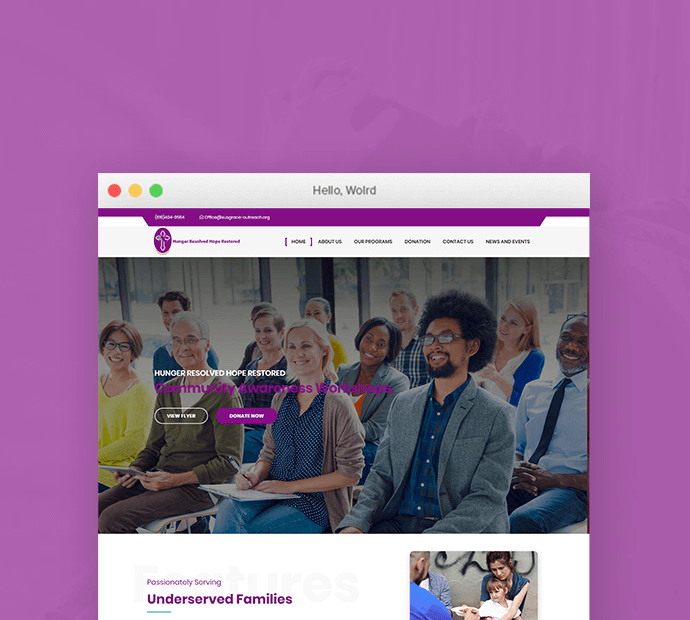 Hello, Wolrd
(516)404-9554 Office@ausgrace-outreach.org
Hunger Resolved Hope Restored
[ HOME ] ABOUT US OUR PROGRAMS DONATION CONTACT US NEWS AND EVENTS
HUNGER RESOLVED HOPE RESTORED
Community Awareness Workshops
VIEW FLYER DONATE NOW
Features
Passionately Serving
Underserved Families